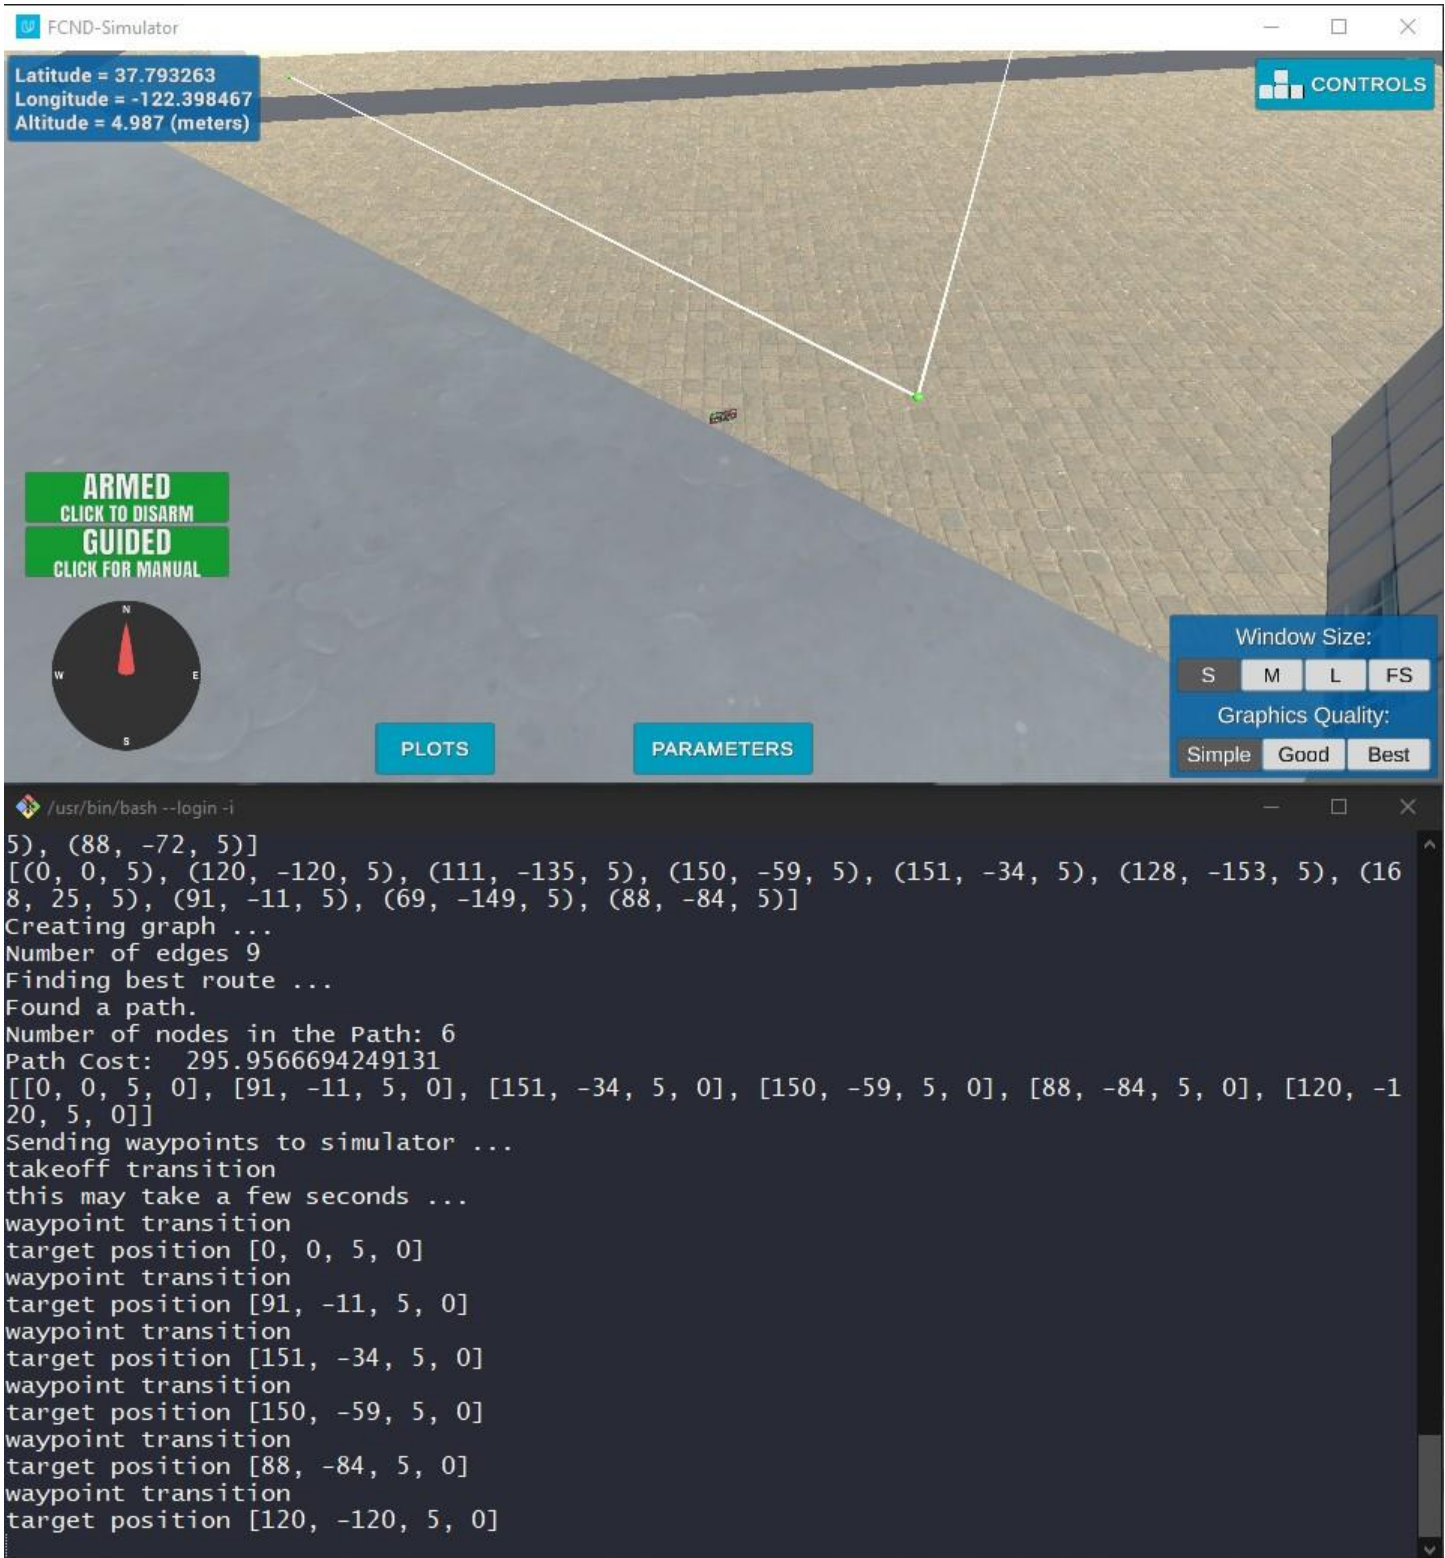 FCND-Simulator
Latitude = 37.793263
Longitude = -122.398467
Altitude = 4.987 (meters)
CONTROLS
ARMED
CLICK TO DISARM
GUIDED
CLICK FOR MANUAL
N
W
E
S
PLOTS
PARAMETERS
Window Size:
S M L FS
Graphics Quality:
Simple Good Best
/usr/bin/bash --login -i
5), (88, -72, 5)]
[(0, 0, 5), (120, -120, 5), (111, -135, 5), (150, -59, 5), (151, -34, 5), (128, -153, 5), (16
8, 25, 5), (91, -11, 5), (69, -149, 5), (88, -84, 5)]
Creating graph ...
Number of edges 9
Finding best route ...
Found a path.
Number of nodes in the Path: 6
Path Cost:  295.9566694249131
[[0, 0, 5, 0], [91, -11, 5, 0], [151, -34, 5, 0], [150, -59, 5, 0], [88, -84, 5, 0], [120, -1
20, 5, 0]]
Sending waypoints to simulator ...
takeoff transition
this may take a few seconds ...
waypoint transition
target position [0, 0, 5, 0]
waypoint transition
target position [91, -11, 5, 0]
waypoint transition
target position [151, -34, 5, 0]
waypoint transition
target position [150, -59, 5, 0]
waypoint transition
target position [88, -84, 5, 0]
waypoint transition
target position [120, -120, 5, 0]